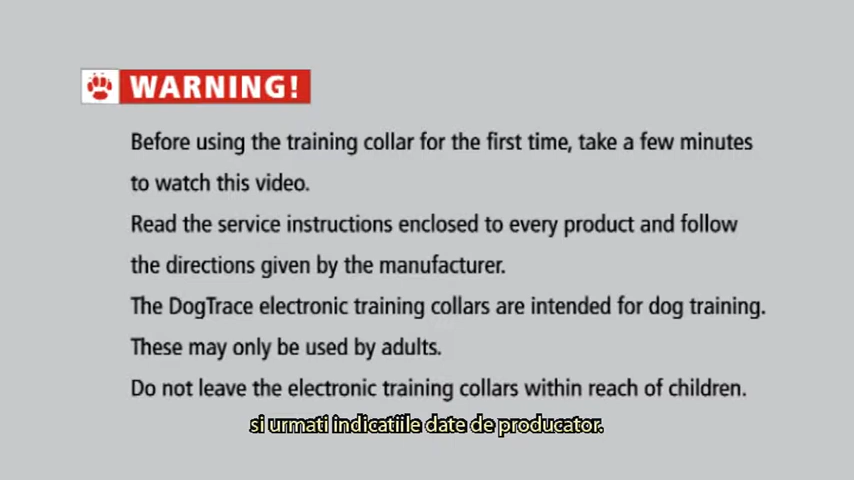 WARNING!
Before using the training collar for the first time, take a few minutes
to watch this video.
Read the service instructions enclosed to every product and follow
the directions given by the manufacturer.
The DogTrace electronic training collars are intended for dog training.
These may only be used by adults.
Do not leave the electronic training collars within reach of children.
si urmati indicatiile date de producator.